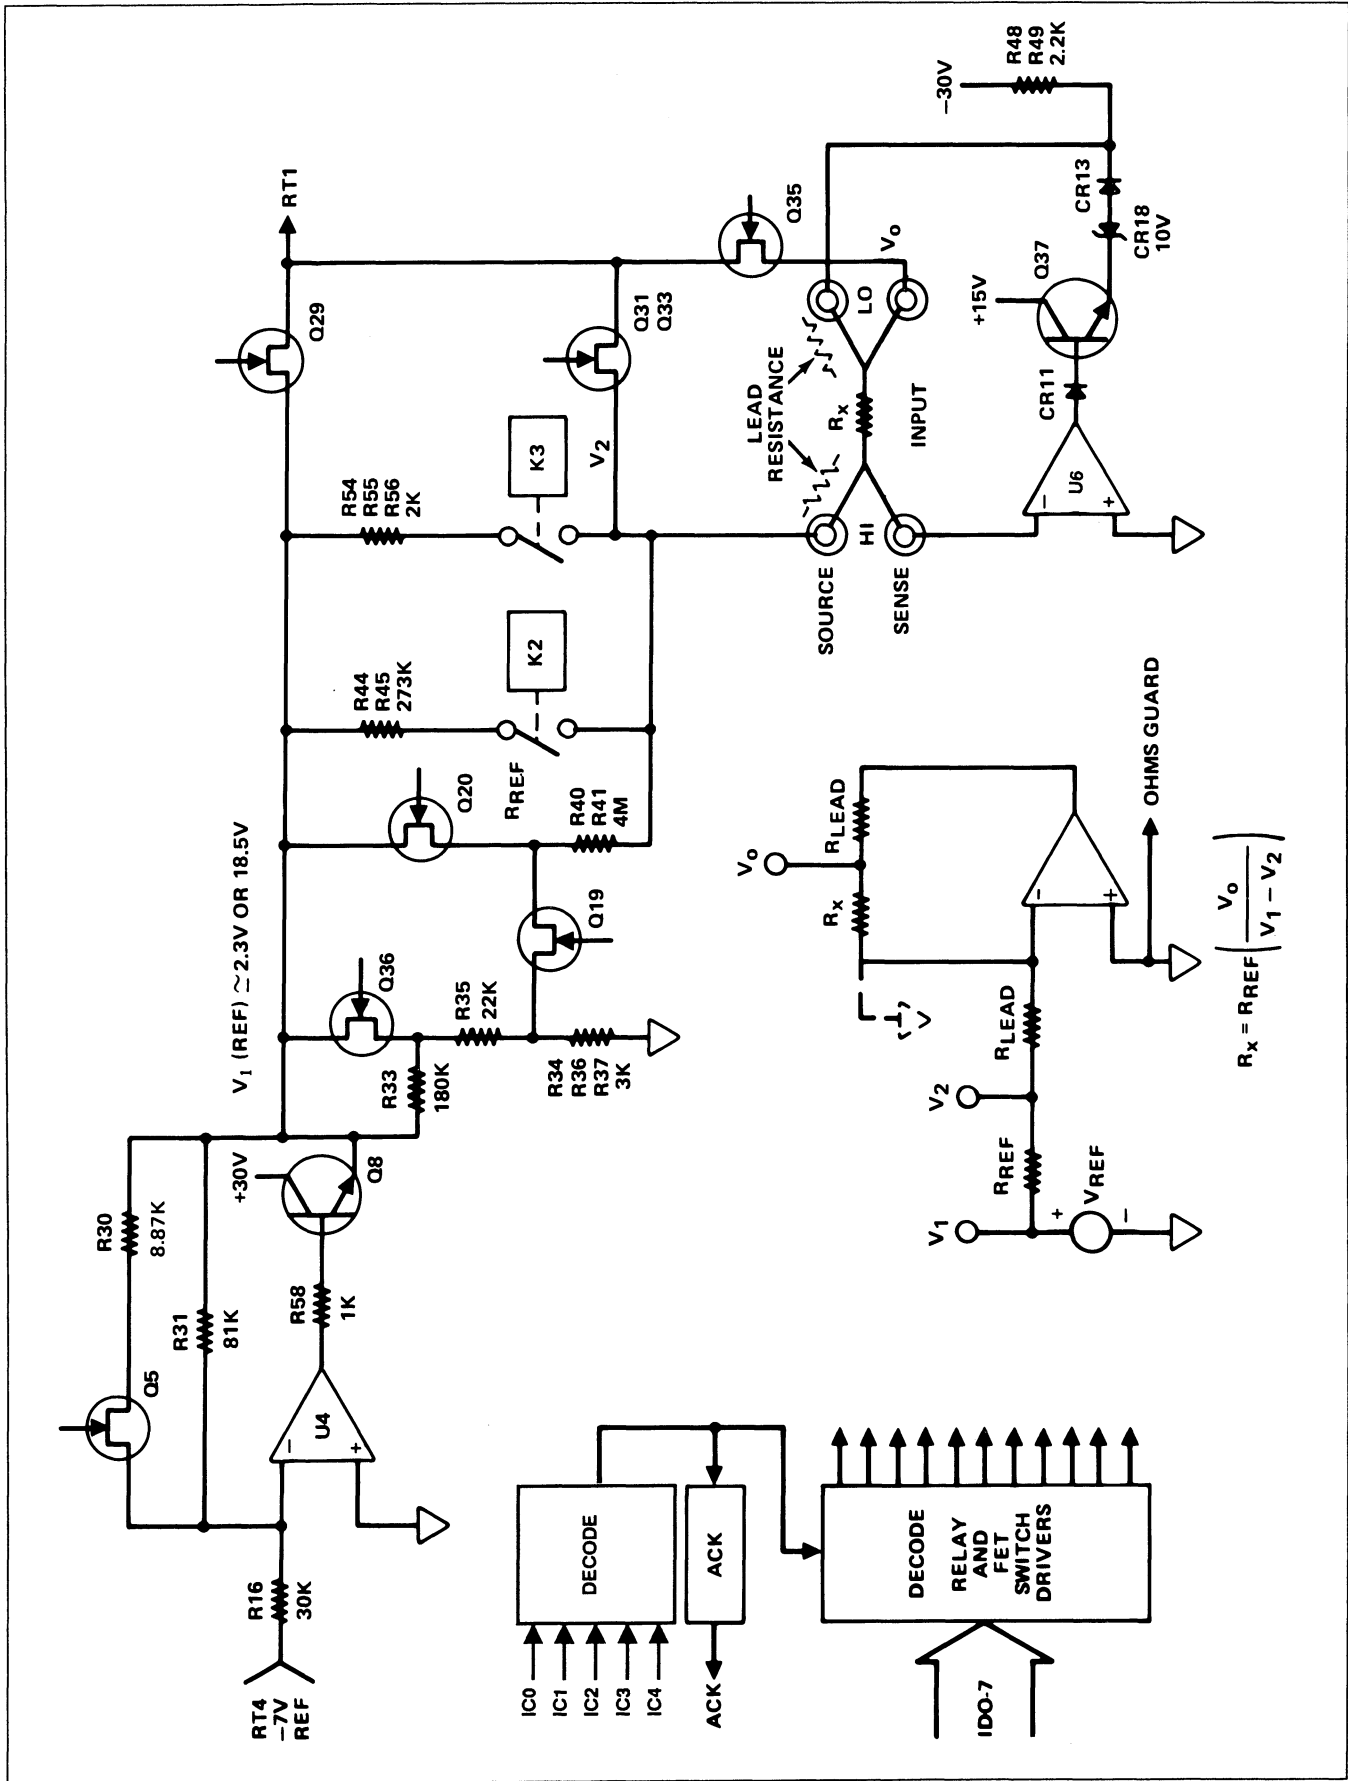 RT4
−7V
REF
R16
30K
Q5
R31
81K
R30
8.87K
−
+
U4
R58
1K
+30V
Q8
V1 (REF) ≃ 2.3V OR 18.5V
R33
180K
Q36
R35
22K
R34
R36
R37
3K
Q19
Q20
R40
R41
4M
RREF
R44
R45
273K
K2
R54
R55
R56
2K
K3
V2
Q29
Q31
Q33
RT1
Q35
Vo
SOURCE
SENSE
HI
LO
LEAD
RESISTANCE
Rx
INPUT
−
+
U6
CR11
+15V
Q37
CR18
10V
CR13
−30V
R48
R49
2.2K
IC0
IC1
IC2
IC3
IC4
DECODE
ACK
ACK
IDO-7
DECODE
RELAY
AND
FET
SWITCH
DRIVERS
V1
RREF
V2
+
−
VREF
RLEAD
Rx
Vo
RLEAD
−
+
OHMS GUARD
Rx = RREF (Vo / V1 − V2)